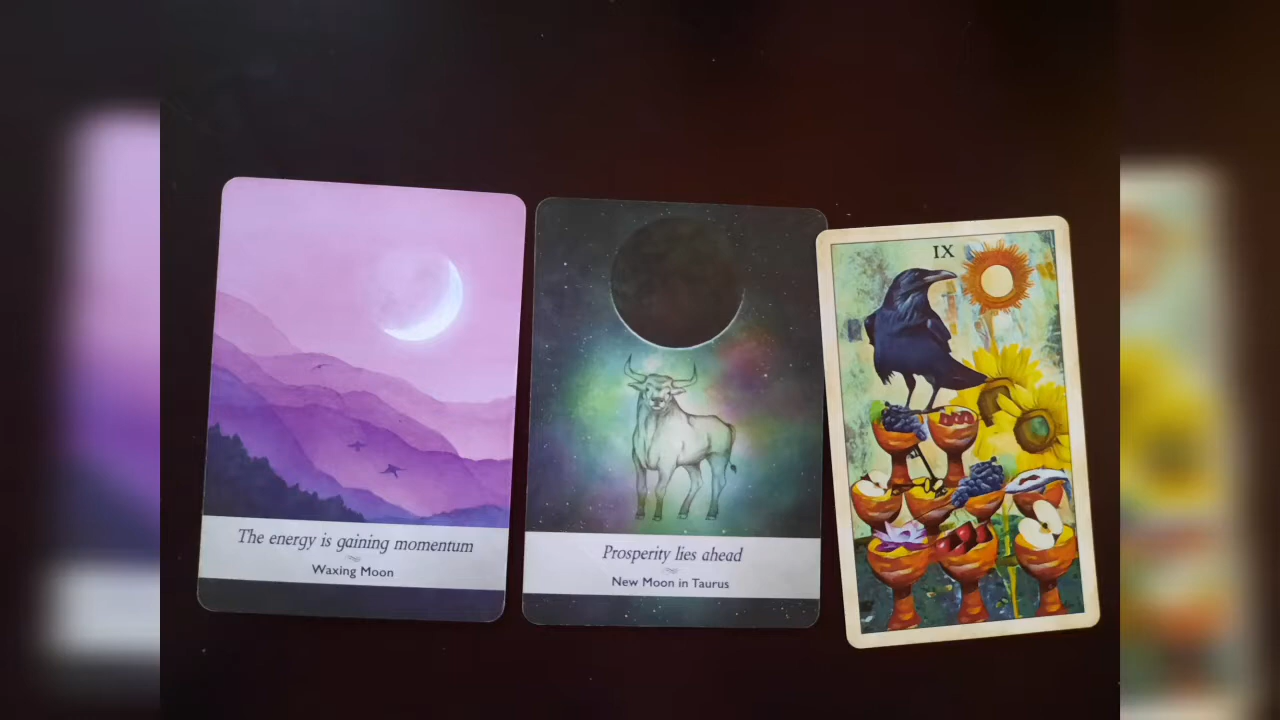 The energy is gaining momentum
Waxing Moon
Prosperity lies ahead
New Moon in Taurus
IX